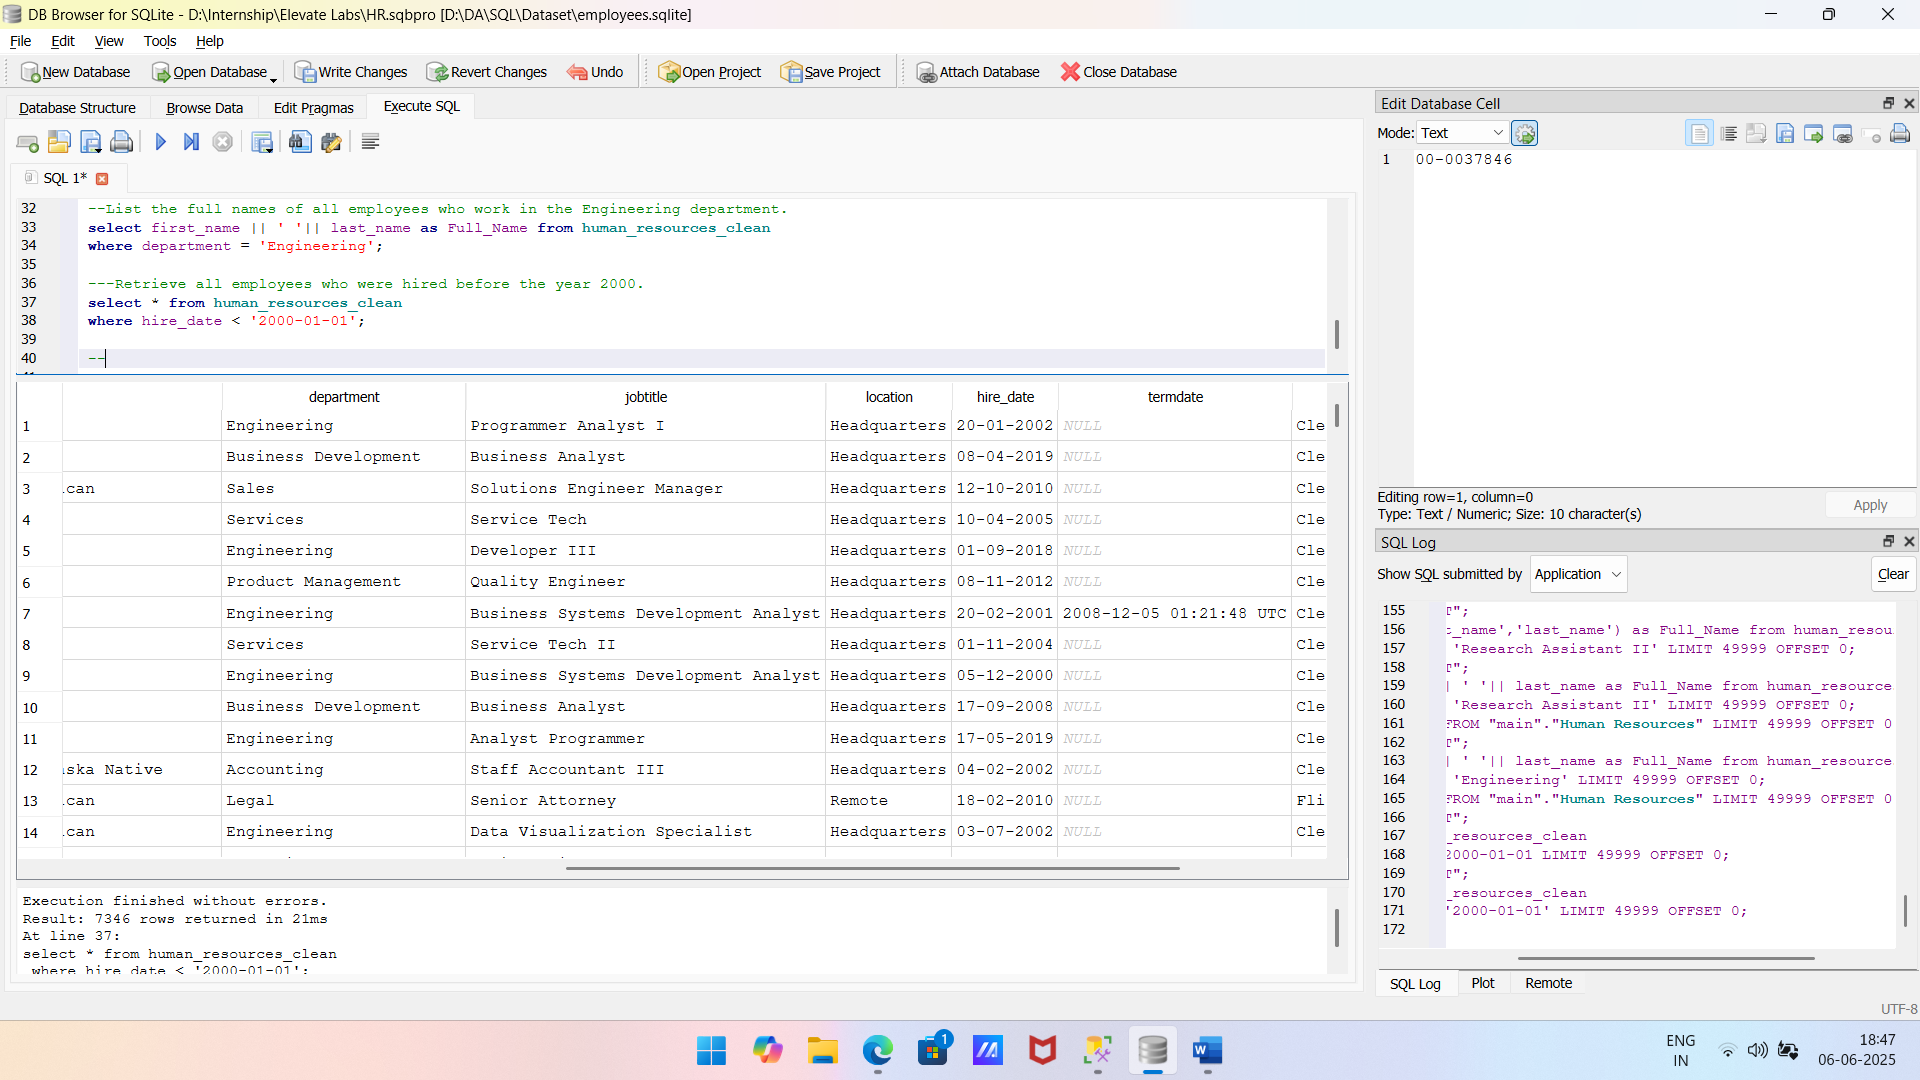 DB Browser for SQLite - D:\Internship\Elevate Labs\HR.sqbpro [D:\DA\SQL\Dataset\employees.sqlite]
File Edit View Tools Help
New Database Open Database Write Changes Revert Changes Undo Open Project Save Project Attach Database Close Database
Database Structure Browse Data Edit Pragmas Execute SQL
SQL 1*
32 --List the full names of all employees who work in the Engineering department.
33 select first_name || ' '|| last_name as Full_Name from human_resources_clean
34 where department = 'Engineering';
35
36 ---Retrieve all employees who were hired before the year 2000.
37 select * from human_resources_clean
38 where hire_date < '2000-01-01';
39
40 --
department jobtitle location hire_date termdate
1 Engineering Programmer Analyst I Headquarters 20-01-2002 NULL Cle
2 Business Development Business Analyst Headquarters 08-04-2019 NULL Cle
3 .can Sales Solutions Engineer Manager Headquarters 12-10-2010 NULL Cle
4 Services Service Tech Headquarters 10-04-2005 NULL Cle
5 Engineering Developer III Headquarters 01-09-2018 NULL Cle
6 Product Management Quality Engineer Headquarters 08-11-2012 NULL Cle
7 Engineering Business Systems Development Analyst Headquarters 20-02-2001 2008-12-05 01:21:48 UTC Cle
8 Services Service Tech II Headquarters 01-11-2004 NULL Cle
9 Engineering Business Systems Development Analyst Headquarters 05-12-2000 NULL Cle
10 Business Development Business Analyst Headquarters 17-09-2008 NULL Cle
11 Engineering Analyst Programmer Headquarters 17-05-2019 NULL Cle
12 ska Native Accounting Staff Accountant III Headquarters 04-02-2002 NULL Cle
13 .can Legal Senior Attorney Remote 18-02-2010 NULL Fli
14 .can Engineering Data Visualization Specialist Headquarters 03-07-2002 NULL Cle
Execution finished without errors.
Result: 7346 rows returned in 21ms
At line 37:
select * from human_resources_clean
where hire_date < '2000-01-01';
Edit Database Cell
Mode: Text
1 00-0037846
Editing row=1, column=0
Type: Text / Numeric; Size: 10 character(s)
Apply
SQL Log
Show SQL submitted by Application Clear
155 ";
156 _name','last_name') as Full_Name from human_resou
157 'Research Assistant II' LIMIT 49999 OFFSET 0;
158 ";
159 | ' '|| last_name as Full_Name from human_resource
160 'Research Assistant II' LIMIT 49999 OFFSET 0;
161 FROM "main"."Human Resources" LIMIT 49999 OFFSET 0
162 ";
163 | ' '|| last_name as Full_Name from human_resource
164 'Engineering' LIMIT 49999 OFFSET 0;
165 FROM "main"."Human Resources" LIMIT 49999 OFFSET 0
166 ";
167 _resources_clean
168 2000-01-01 LIMIT 49999 OFFSET 0;
169 ";
170 _resources_clean
171 '2000-01-01' LIMIT 49999 OFFSET 0;
172
SQL Log Plot Remote
UTF-8
1
ENG
IN
18:47
06-06-2025